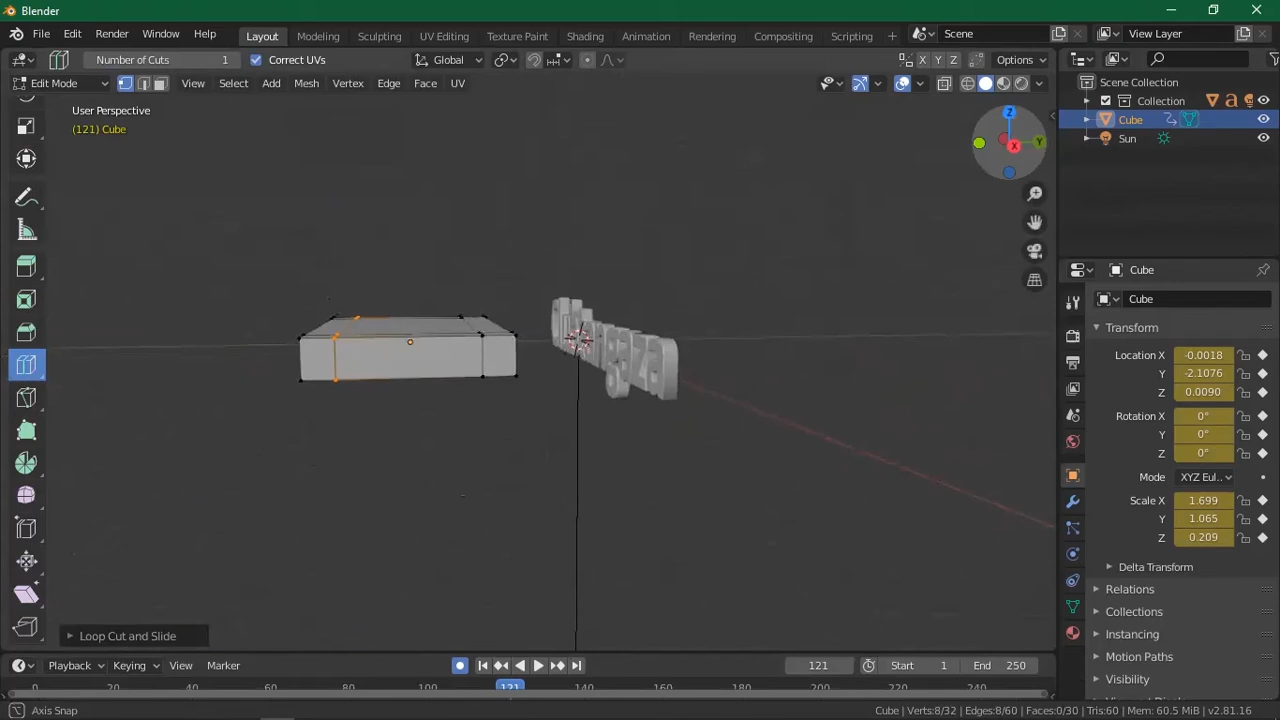 Blender
File Edit Render Window Help Layout Modeling Sculpting UV Editing Texture Paint Shading Animation Rendering Compositing Scripting Scene View Layer
Number of Cuts 1 Correct UVs Global X Y Z Options
Edit Mode View Select Add Mesh Vertex Edge Face UV
Scene Collection
Collection
Cube
Sun
User Perspective
(121) Cube
Z
Y
X
Cube
Cube
Transform
Location X -0.0018
Y -2.1076
Z 0.0090
Rotation X 0°
Y 0°
Z 0°
Mode XYZ Eul..
Scale X 1.699
Y 1.065
Z 0.209
Delta Transform
Relations
Collections
Instancing
Motion Paths
Visibility
Loop Cut and Slide
Playback Keying View Marker 121 Start 1 End 250
0 20 40 60 80 100 121 140 160 180 200 220 240
Axis Snap
Cube | Verts:8/32 | Edges:8/60 | Faces:0/30 | Tris:60 | Mem: 60.5 MiB | v2.81.16